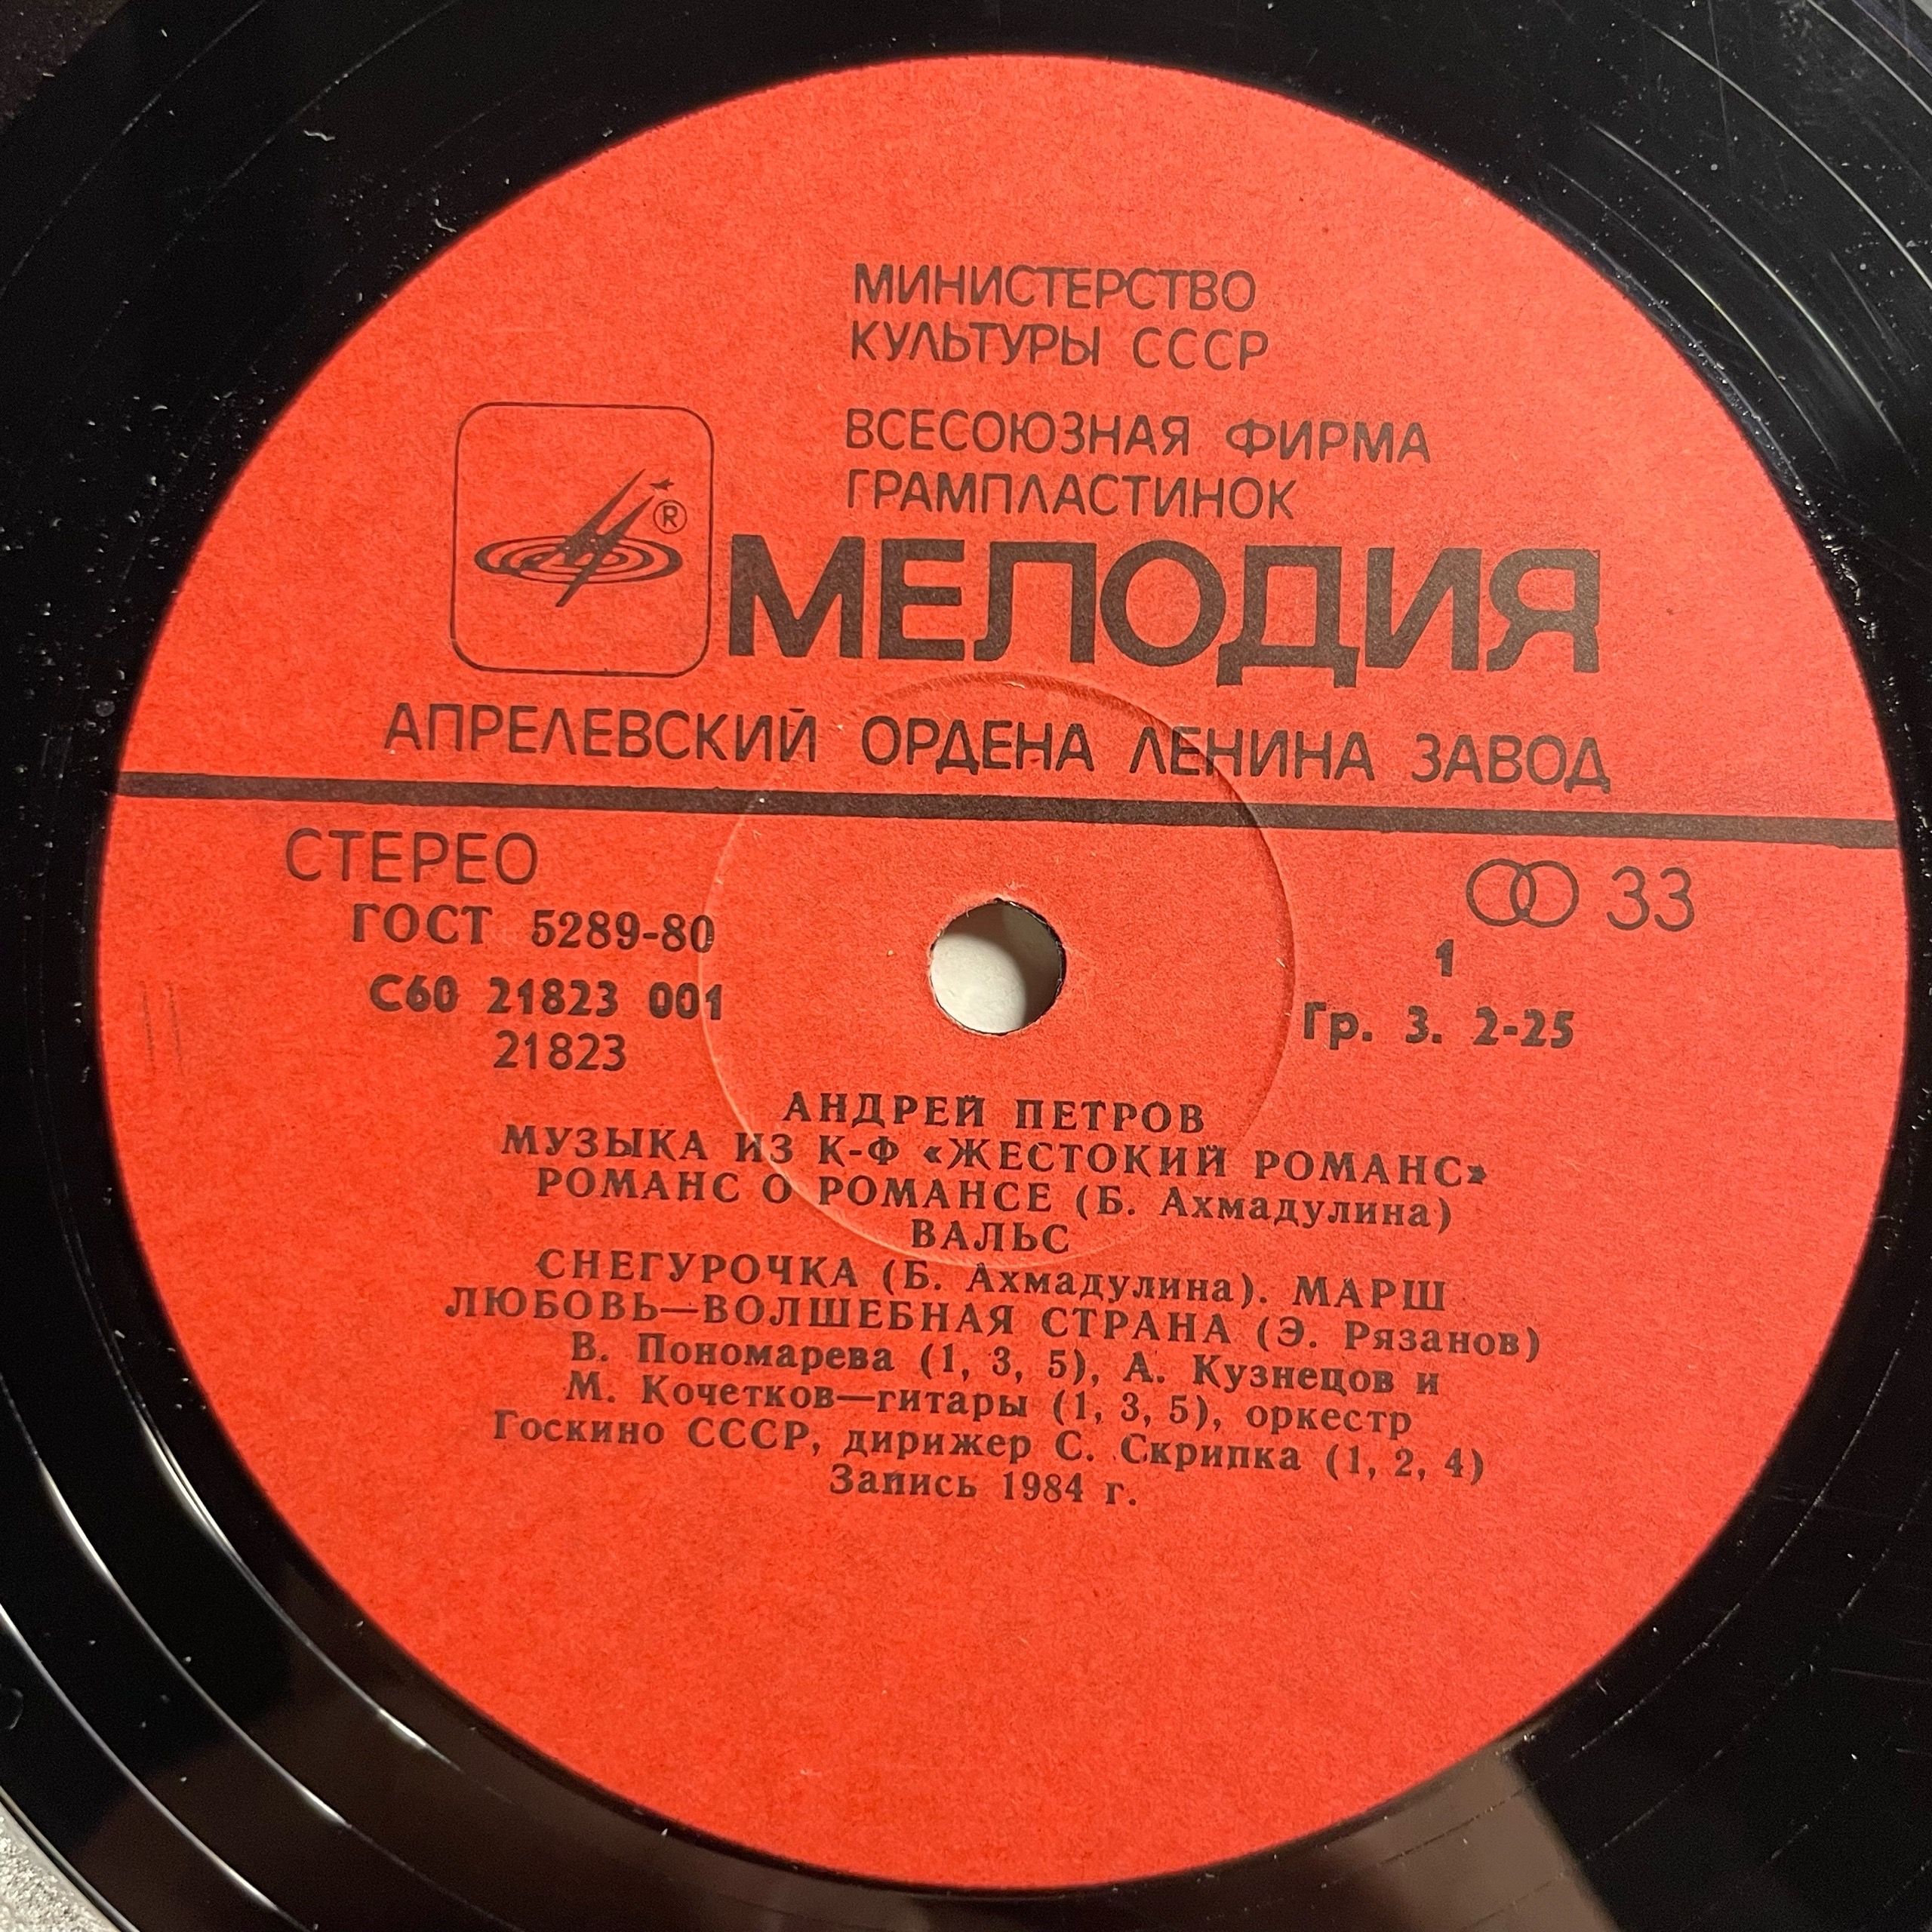 МИНИСТЕРСТВО
КУЛЬТУРЫ СССР
ВСЕСОЮЗНАЯ ФИРМА
ГРАМПЛАСТИНОК
®
МЕЛОДИЯ
АПРЕЛЕВСКИЙ ОРДЕНА ЛЕНИНА ЗАВОД
СТЕРЕО
33
ГОСТ 5289-80
1
С60 21823 001
Гр. 3. 2-25
21823
АНДРЕЙ ПЕТРОВ
МУЗЫКА ИЗ К-Ф «ЖЕСТОКИЙ РОМАНС»
РОМАНС О РОМАНСЕ (Б. Ахмадулина)
ВАЛЬС
СНЕГУРОЧКА (Б. Ахмадулина). МАРШ
ЛЮБОВЬ—ВОЛШЕБНАЯ СТРАНА (Э. Рязанов)
В. Пономарева (1, 3, 5), А. Кузнецов и
М. Кочетков—гитары (1, 3, 5), оркестр
Госкино СССР, дирижер С. Скрипка (1, 2, 4)
Запись 1984 г.